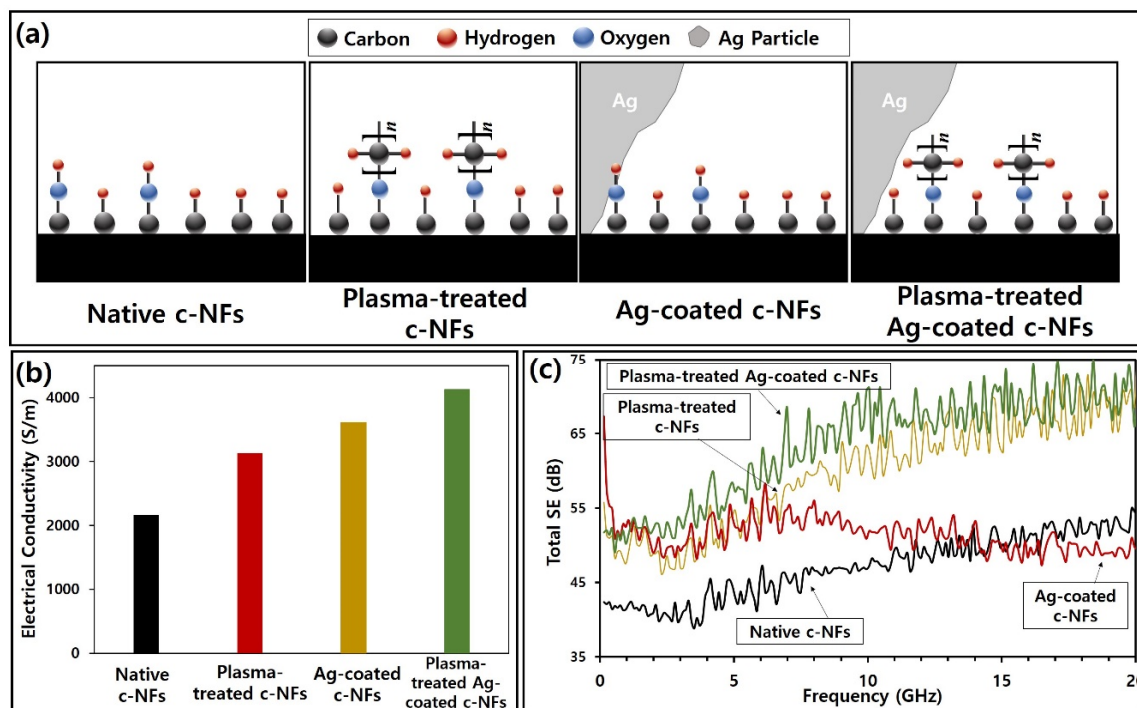 (a)
Carbon Hydrogen Oxygen Ag Particle
n
n
Ag
Ag
n
n
Native c-NFs
Plasma-treated
c-NFs
Ag-coated c-NFs
Plasma-treated
Ag-coated c-NFs
(b)
Electrical Conductivity (S/m)
4000
3000
2000
1000
0
Native
c-NFs
Plasma-
treated c-NFs
Ag-coated
c-NFs
Plasma-
treated Ag-
coated c-NFs
(c)
Total SE (dB)
75
65
55
45
35
Plasma-treated Ag-coated c-NFs
Plasma-treated
c-NFs
Native c-NFs
Ag-coated
c-NFs
0 5 10 15 20
Frequency (GHz)